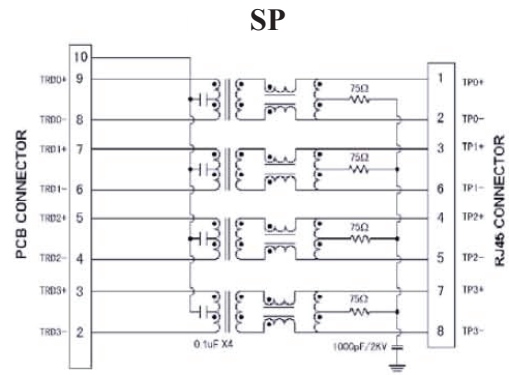 SP
10
TRD0+ 9 75Ω 1 TP0+
TRD0- 8 2 TP0-
TRD1+ 7 75Ω 3 TP1+
TRD1- 6 6 TP1-
TRD2+ 5 75Ω 4 TP2+
TRD2- 4 5 TP2-
TRD3+ 3 75Ω 7 TP3+
TRD3- 2 8 TP3-
0.1uF X4 1000pF/2KV
PCB CONNECTOR
RJ45 CONNECTOR